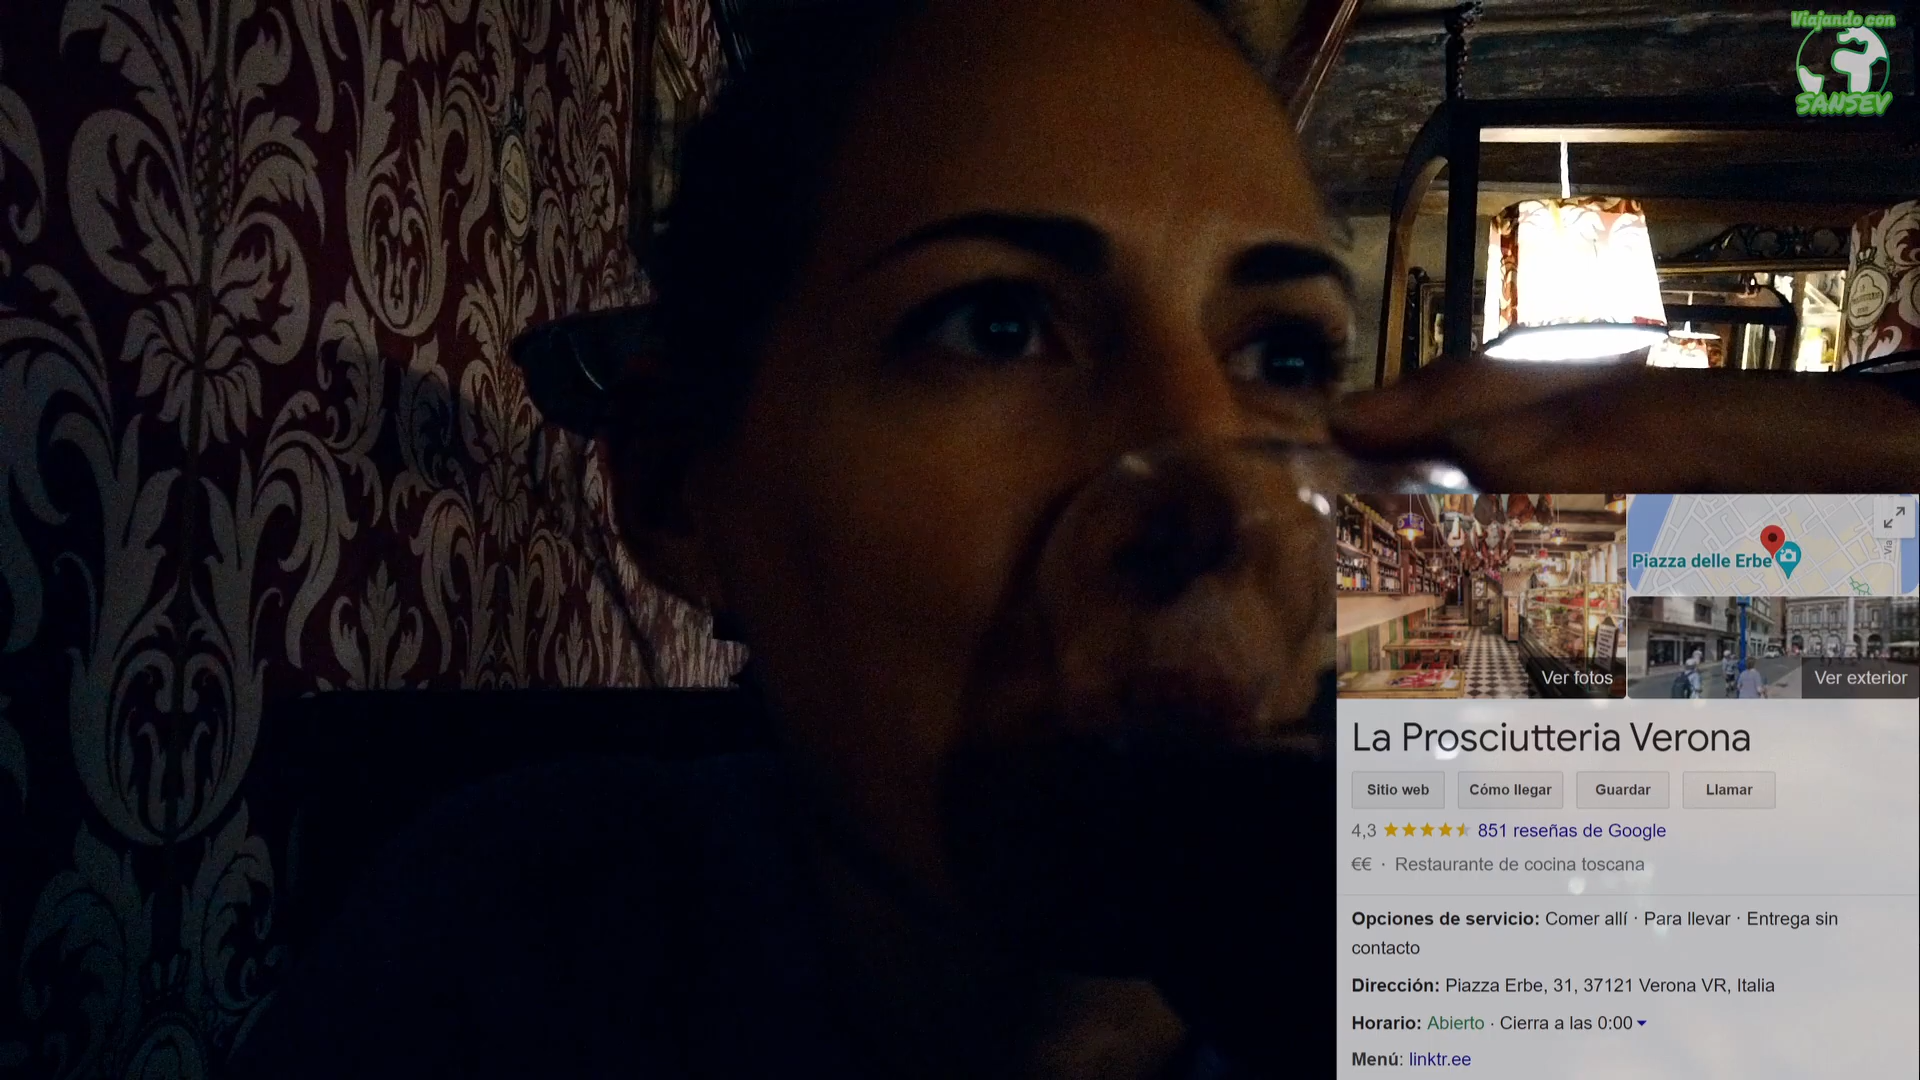 Viajando con
SANSEV
Piazza delle Erbe
Ver fotos
Ver exterior
La Prosciutteria Verona
Sitio web
Cómo llegar
Guardar
Llamar
4,3
851 reseñas de Google
€€ · Restaurante de cocina toscana
Opciones de servicio: Comer allí · Para llevar · Entrega sin
contacto
Dirección: Piazza Erbe, 31, 37121 Verona VR, Italia
Horario: Abierto · Cierra a las 0:00
Menú: linktr.ee